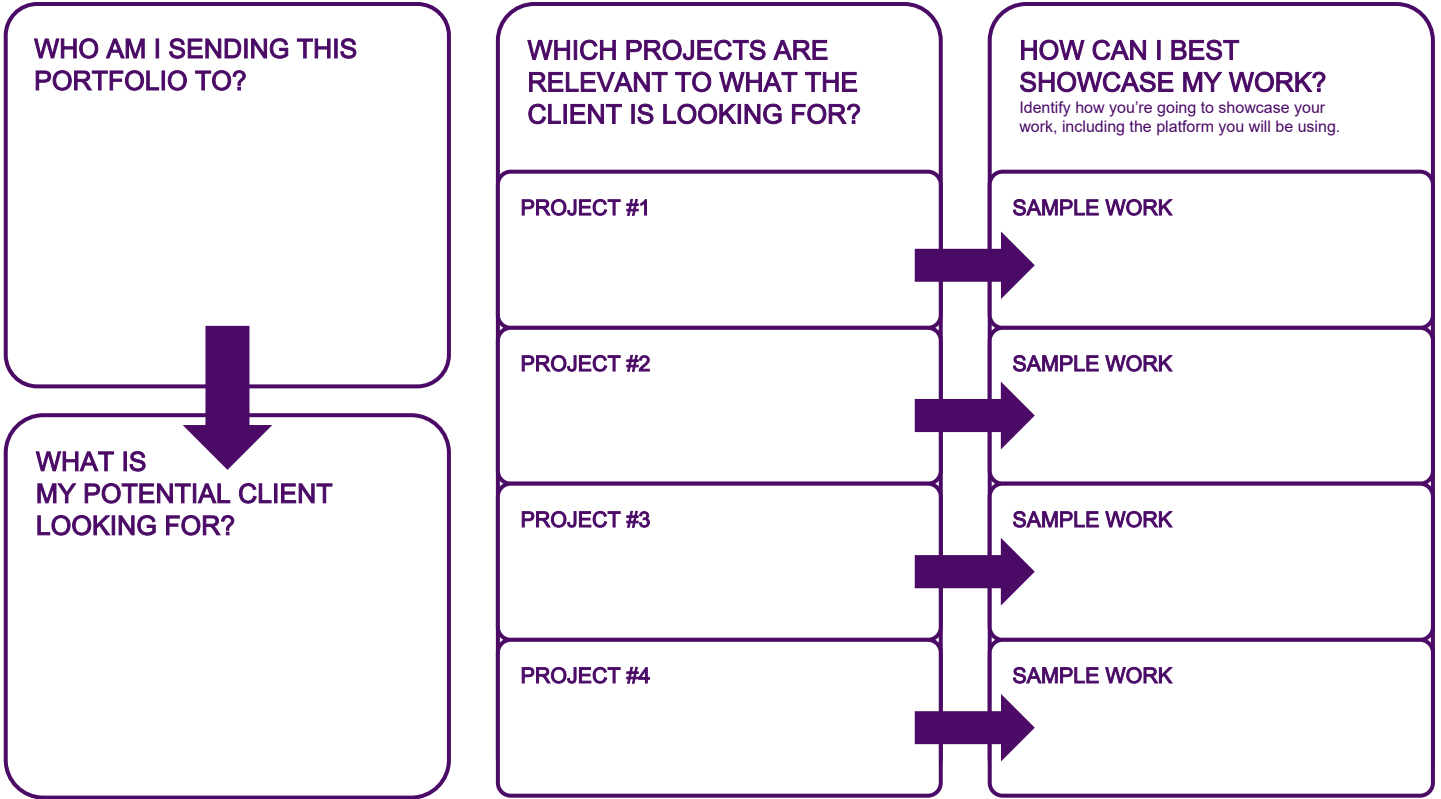 WHO AM I SENDING THIS
PORTFOLIO TO?
WHAT IS
MY POTENTIAL CLIENT
LOOKING FOR?
WHICH PROJECTS ARE
RELEVANT TO WHAT THE
CLIENT IS LOOKING FOR?
PROJECT #1
PROJECT #2
PROJECT #3
PROJECT #4
HOW CAN I BEST
SHOWCASE MY WORK?
Identify how you’re going to showcase your
work, including the platform you will be using.
SAMPLE WORK
SAMPLE WORK
SAMPLE WORK
SAMPLE WORK